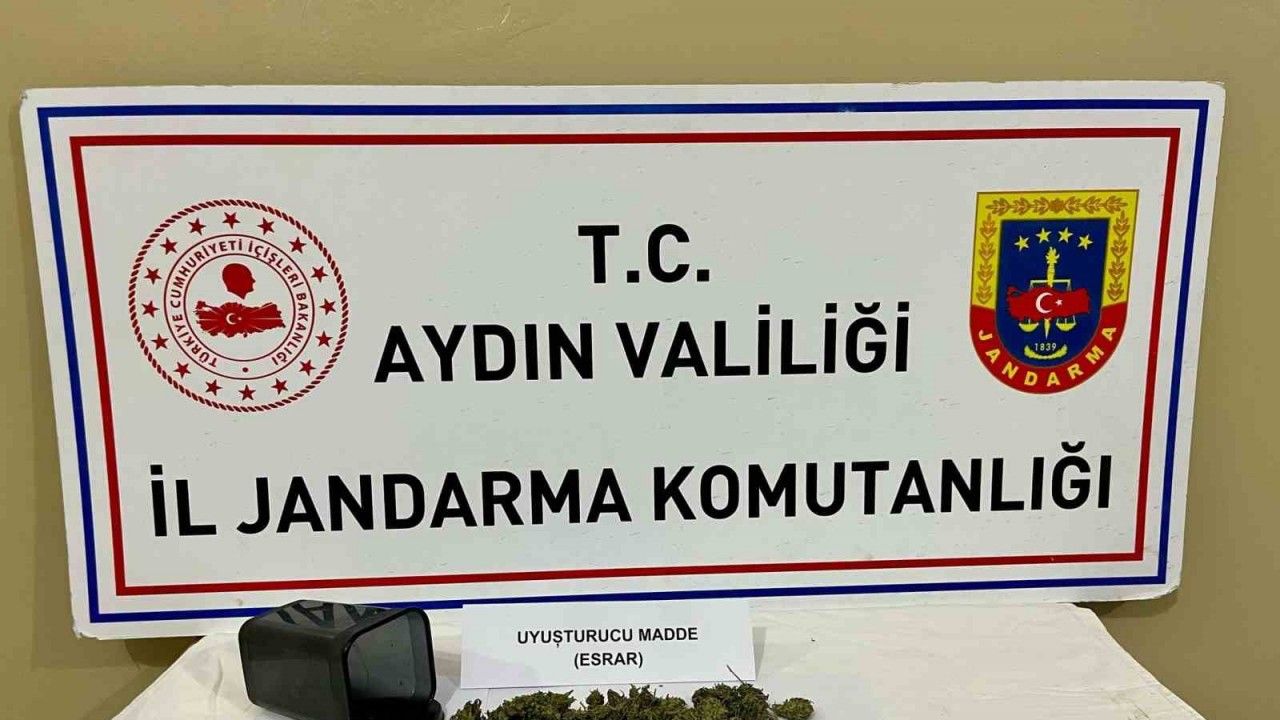 T.C.
AYDIN VALİLİĞİ
İL JANDARMA KOMUTANLIĞI
TÜRKİYE CUMHURİYETİ İÇİŞLERİ BAKANLIĞI
1839
JANDARMA
UYUŞTURUCU MADDE
(ESRAR)